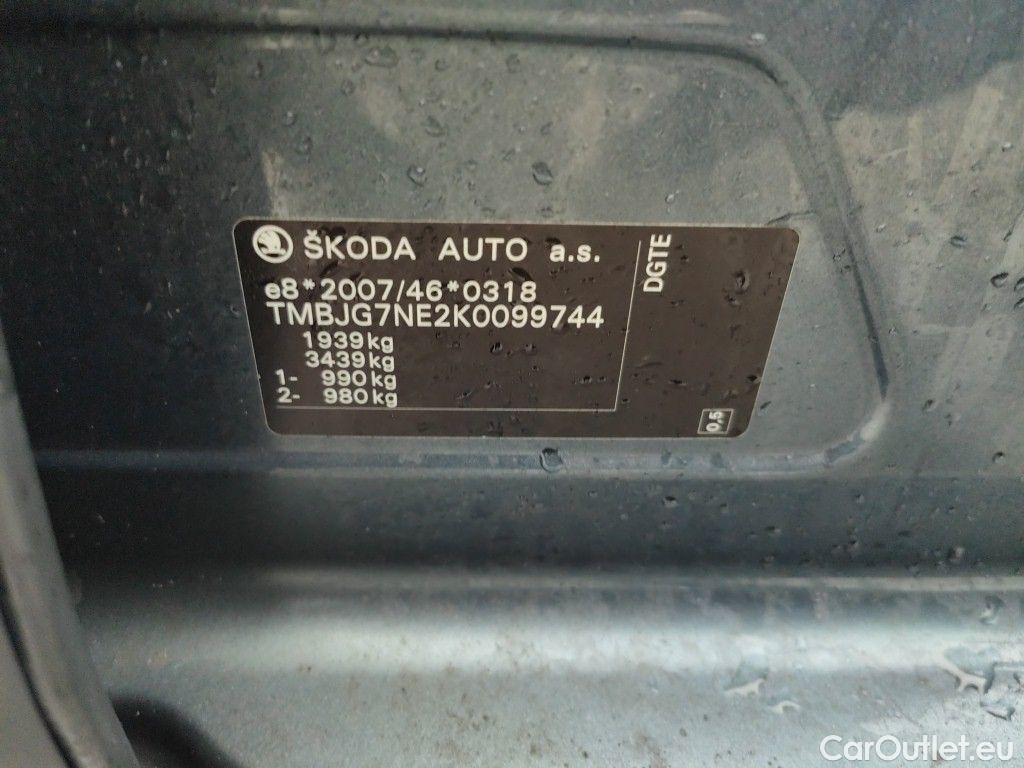 ŠKODA AUTO a.s.
e8*2007/46*0318
TMBJG7NE2K0099744
1939kg
3439kg
1- 990kg
2- 980kg
DGTE
0,5
CarOutlet.eu